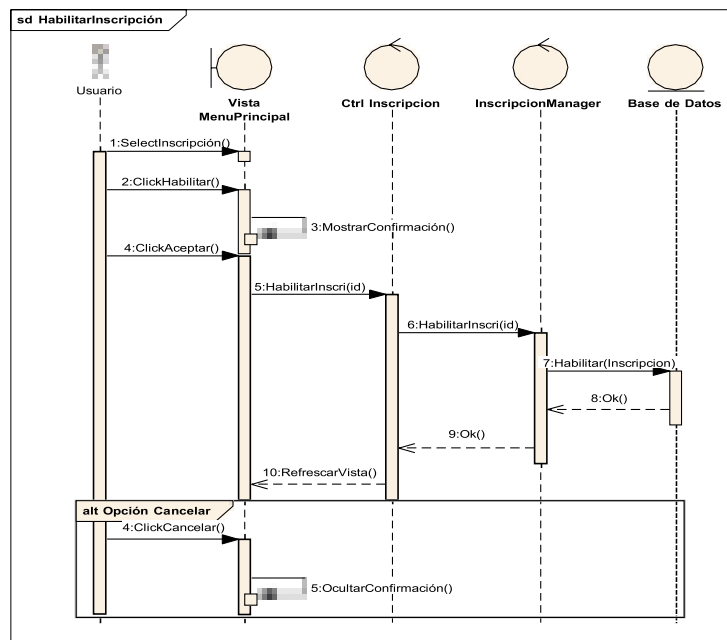 sd HabilitarInscripción
Usuario
Vista
MenuPrincipal
Ctrl Inscripcion
InscripcionManager
Base de Datos
1:SelectInscripción()
2:ClickHabilitar()
3:MostrarConfirmación()
4:ClickAceptar()
5:HabilitarInscri(id)
6:HabilitarInscri(id)
7:Habilitar(Inscripcion)
8:Ok()
9:Ok()
10:RefrescarVista()
alt Opción Cancelar
4:ClickCancelar()
5:OcultarConfirmación()